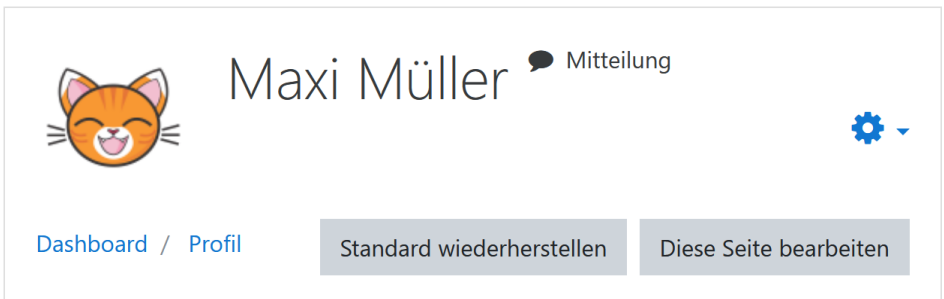 Maxi Müller Mitteilung
Dashboard / Profil Standard wiederherstellen Diese Seite bearbeiten